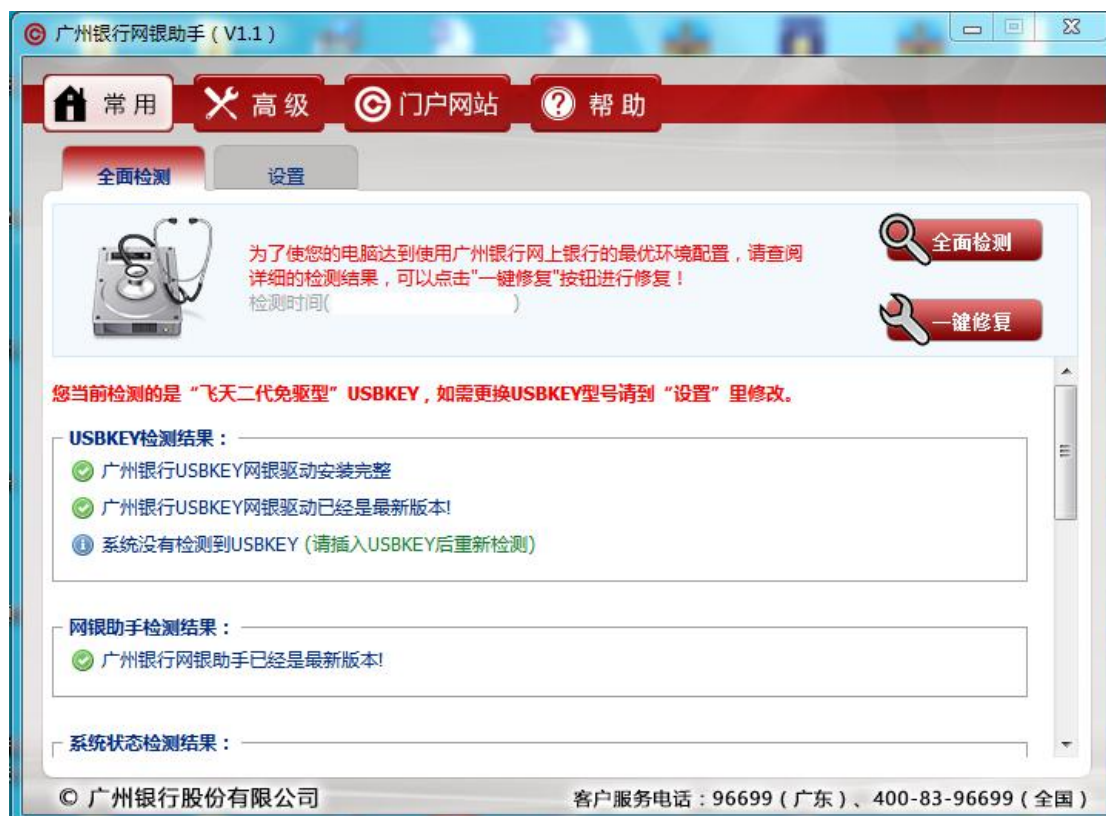 广州银行网银助手（V1.1）
常用 高级 门户网站 帮助
全面检测 设置
为了使您的电脑达到使用广州银行网上银行的最优环境配置，请查阅
详细的检测结果，可以点击"一键修复"按钮进行修复！
检测时间( )
全面检测
一键修复
您当前检测的是“飞天二代免驱型”USBKEY，如需更换USBKEY型号请到“设置”里修改。
USBKEY检测结果：
广州银行USBKEY网银驱动安装完整
广州银行USBKEY网银驱动已经是最新版本!
系统没有检测到USBKEY (请插入USBKEY后重新检测)
网银助手检测结果：
广州银行网银助手已经是最新版本!
系统状态检测结果：
© 广州银行股份有限公司 客户服务电话：96699（广东）、400-83-96699（全国）